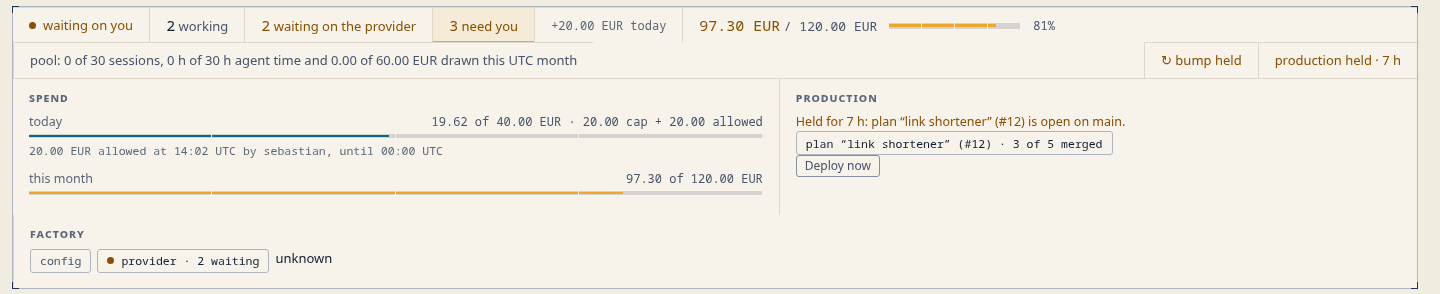 waiting on you 2 working 2 waiting on the provider 3 need you +20.00 EUR today 97.30 EUR / 120.00 EUR 81%
pool: 0 of 30 sessions, 0 h of 30 h agent time and 0.00 of 60.00 EUR drawn this UTC month ↻ bump held production held · 7 h
SPEND
today 19.62 of 40.00 EUR · 20.00 cap + 20.00 allowed
20.00 EUR allowed at 14:02 UTC by sebastian, until 00:00 UTC
this month 97.30 of 120.00 EUR
PRODUCTION
Held for 7 h: plan “link shortener” (#12) is open on main.
plan “link shortener” (#12) · 3 of 5 merged
Deploy now
FACTORY
config provider · 2 waiting unknown